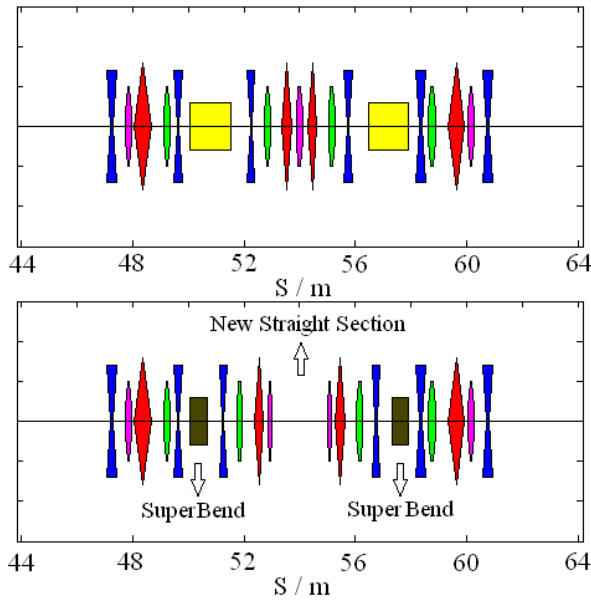 44 48 52 56 60 64
S / m
New Straight Section
SuperBend Super Bend
44 48 52 56 60 64
S / m